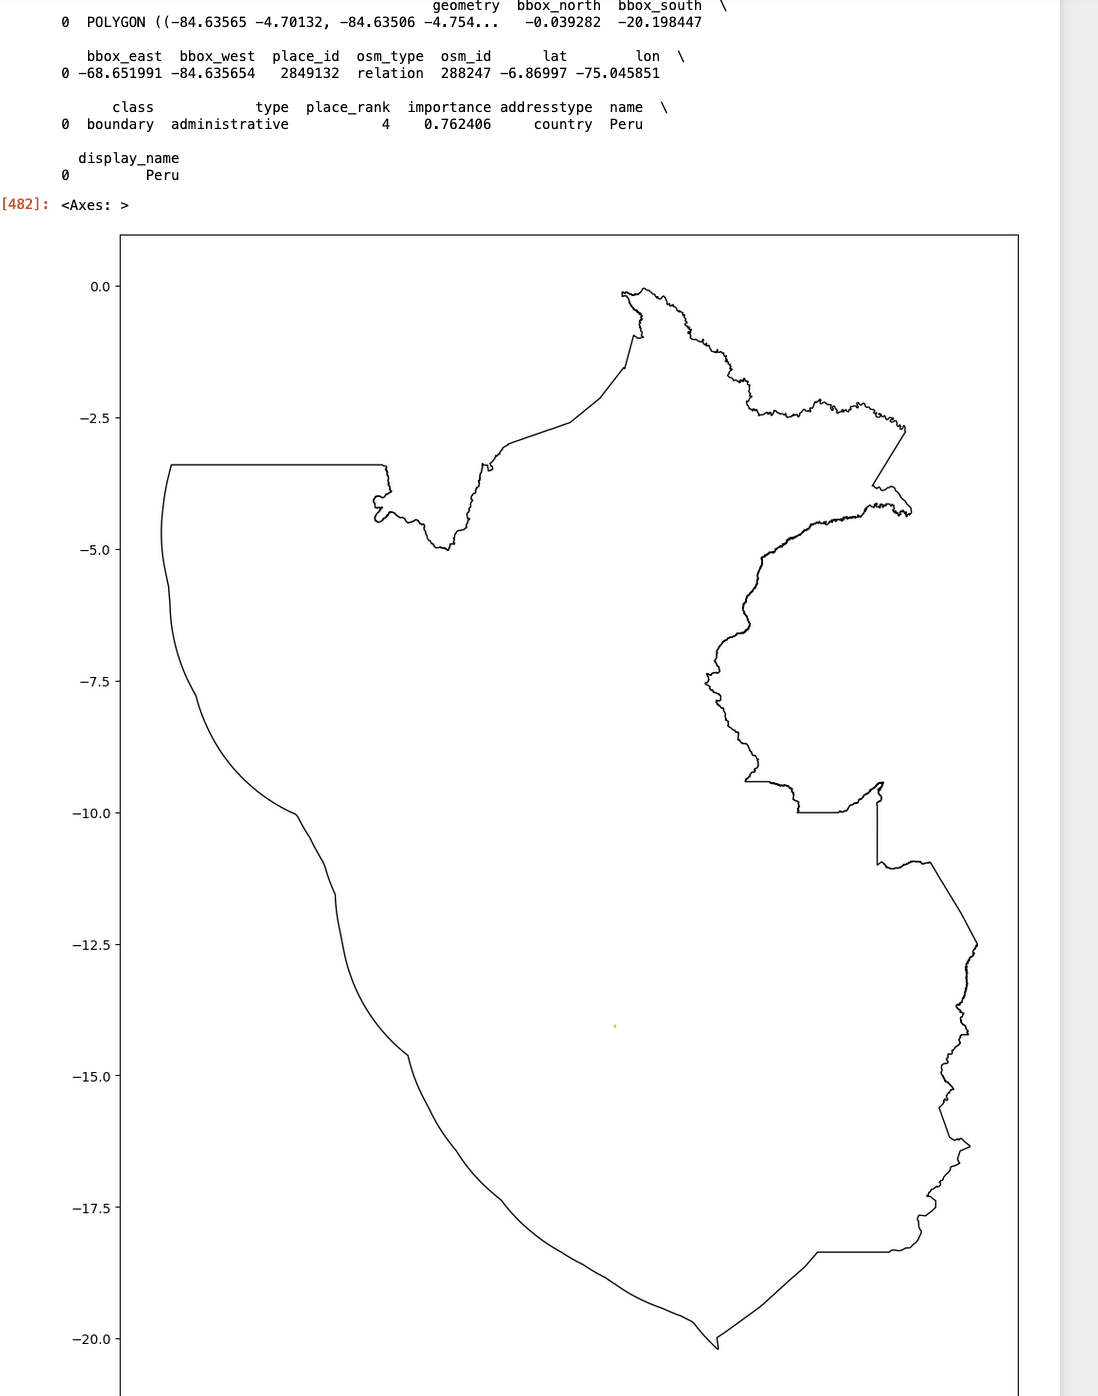 geometry bbox_north bbox_south \
0 POLYGON ((-84.63565 -4.70132, -84.63506 -4.754... -0.039282 -20.198447
bbox_east bbox_west place_id osm_type osm_id lat lon \
0 -68.651991 -84.635654 2849132 relation 288247 -6.86997 -75.045851
class type place_rank importance addresstype name \
0 boundary administrative 4 0.762406 country Peru
display_name
0 Peru
[482]: <Axes: >
0.0
−2.5
−5.0
−7.5
−10.0
−12.5
−15.0
−17.5
−20.0